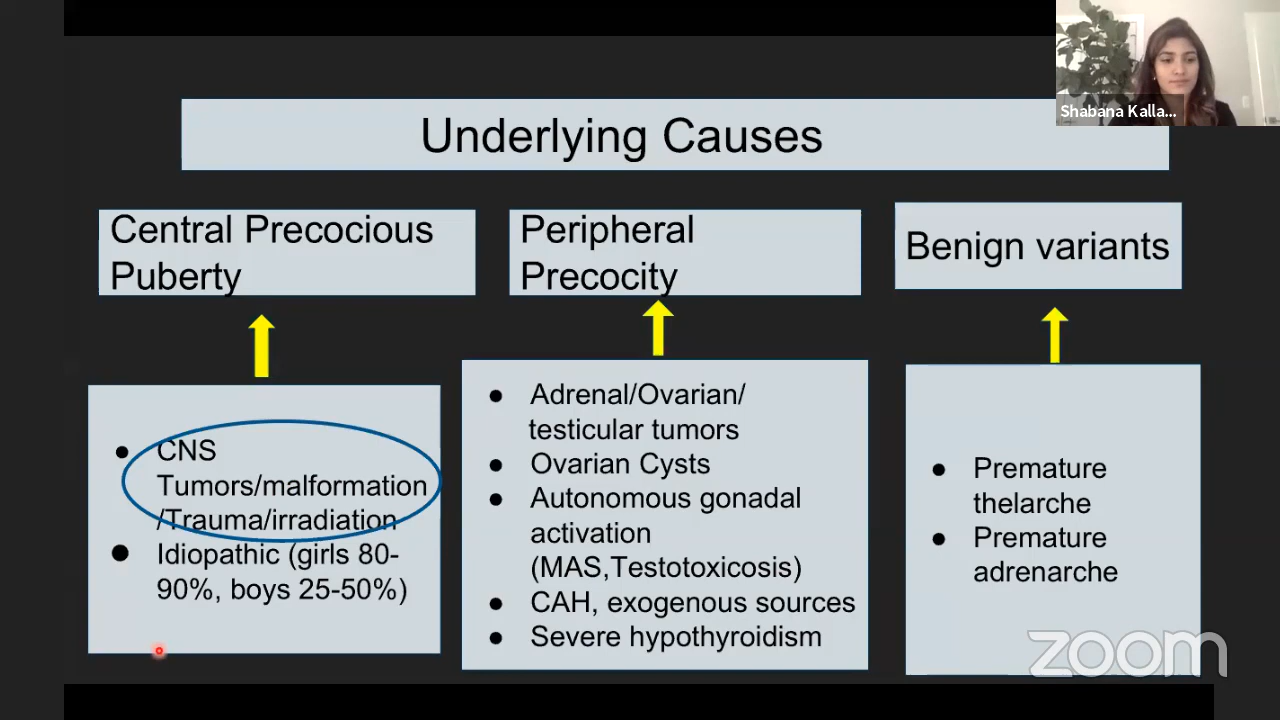 Shabana Kalla...
Underlying Causes
Central Precocious
Puberty
Peripheral
Precocity
Benign variants
● CNS
Tumors/malformation
/Trauma/irradiation
● Idiopathic (girls 80-
90%, boys 25-50%)
● Adrenal/Ovarian/
testicular tumors
● Ovarian Cysts
● Autonomous gonadal
activation
(MAS,Testotoxicosis)
● CAH, exogenous sources
● Severe hypothyroidism
● Premature
thelarche
● Premature
adrenarche
zoom